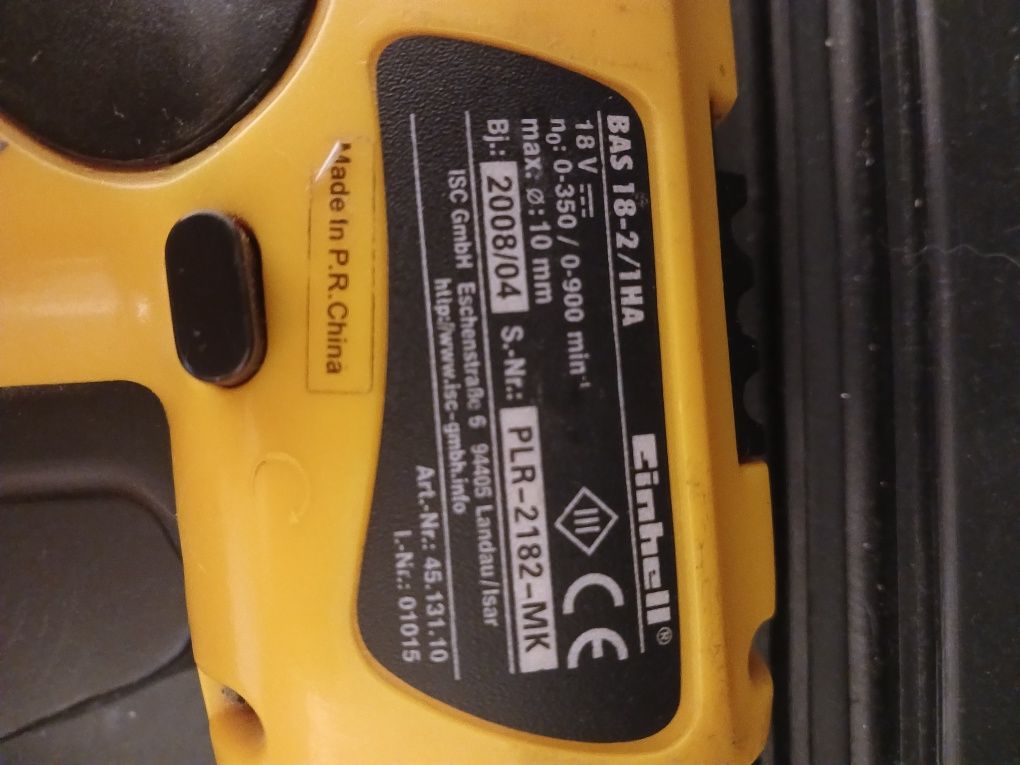 BAS 18-2/1HA
Einhell®
18 V
n₀: 0-350 / 0-900 min⁻¹
max: ø: 10 mm
III
CE
Bj.: 2008/04 S.-Nr.: PLR-2182-MK
ISC GmbH Eschenstraße 6 94405 Landau/Isar
http://www.isc-gmbh.info
Art.-Nr.: 45.131.10
I.-Nr.: 01015
Made In P.R.China